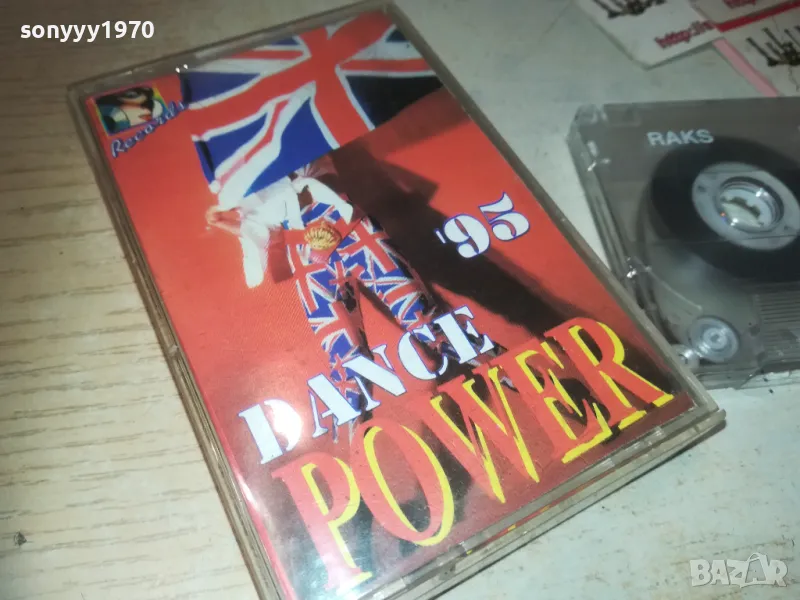 sonyyy1970
Records
RAKS
'95
DANCE
POWER
BAZAR